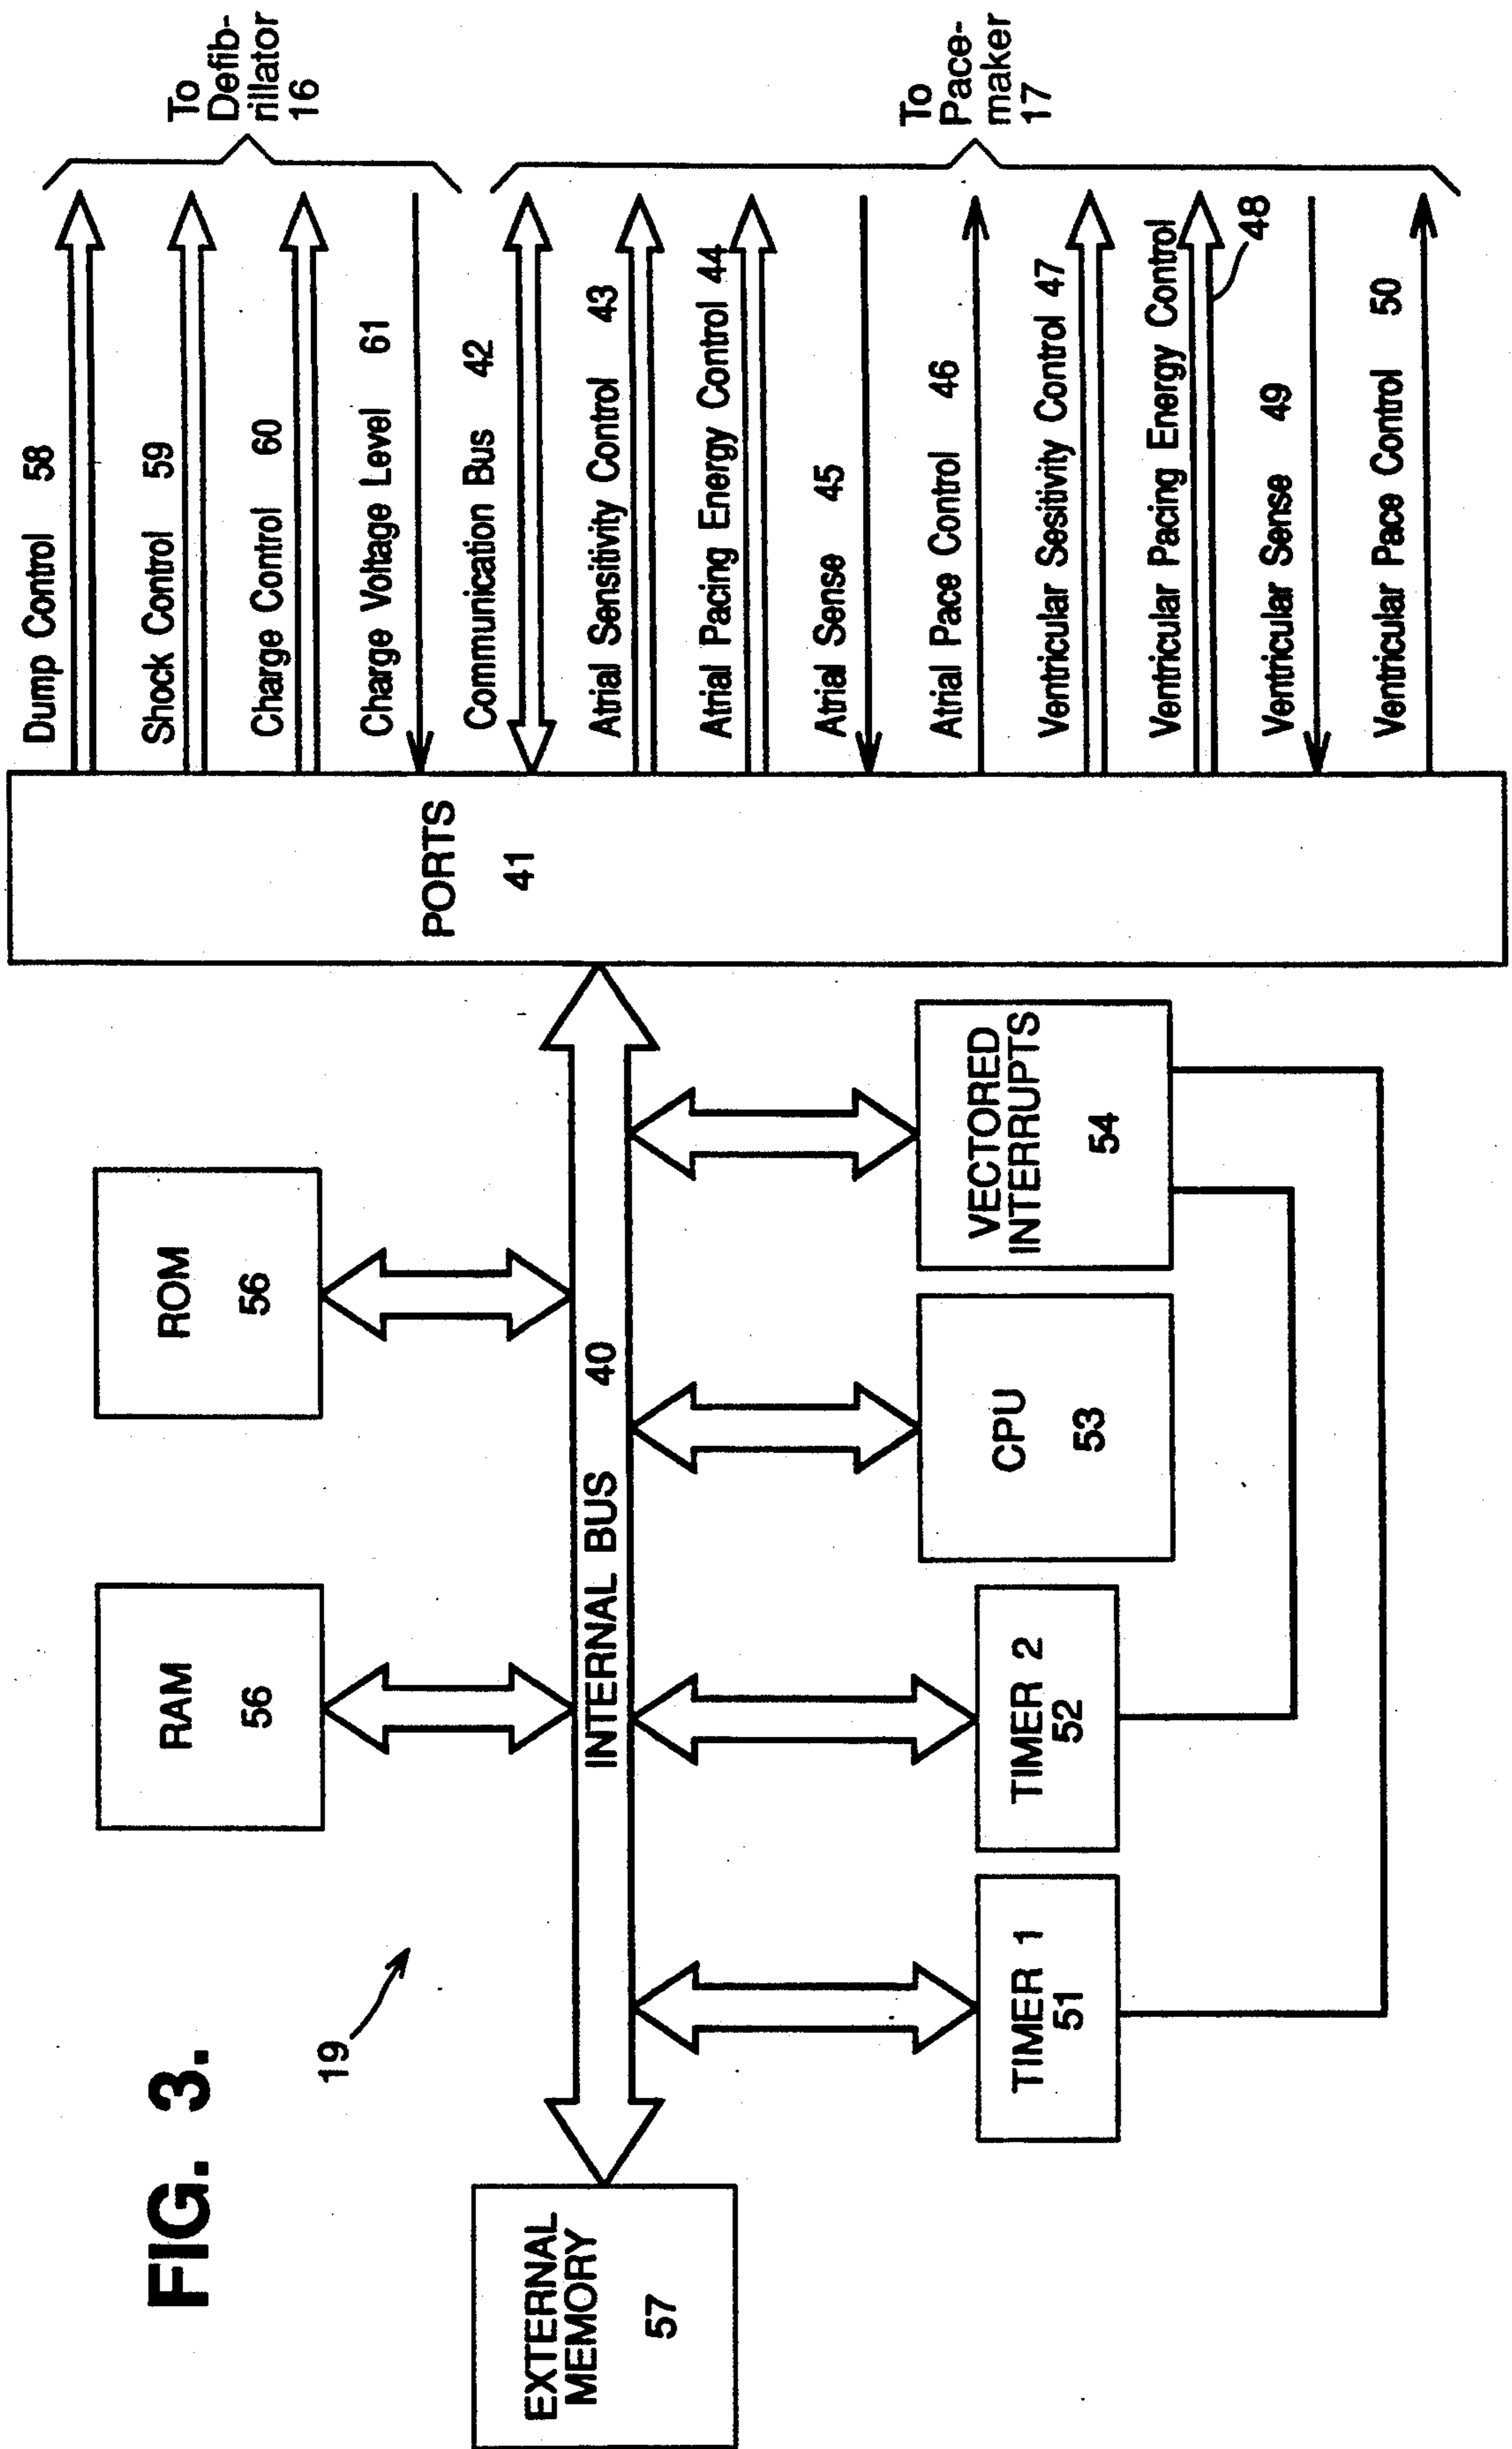 FIG. 3.
19
RAM
56
ROM
56
EXTERNAL
MEMORY
57
INTERNAL BUS 40
TIMER 1
51
TIMER 2
52
CPU
53
VECTORED
INTERRUPTS
54
PORTS
41
Dump Control 58
Shock Control 59
Charge Control 60
Charge Voltage Level 61
Communication Bus 42
Atrial Sensitivity Control 43
Atrial Pacing Energy Control 44
Atrial Sense 45
Atrial Pace Control 46
Ventricular Sesitivity Control 47
Ventricular Pacing Energy Control
48
Ventricular Sense 49
Ventricular Pace Control 50
To
Defib-
rillator
16
To
Pace-
maker
17